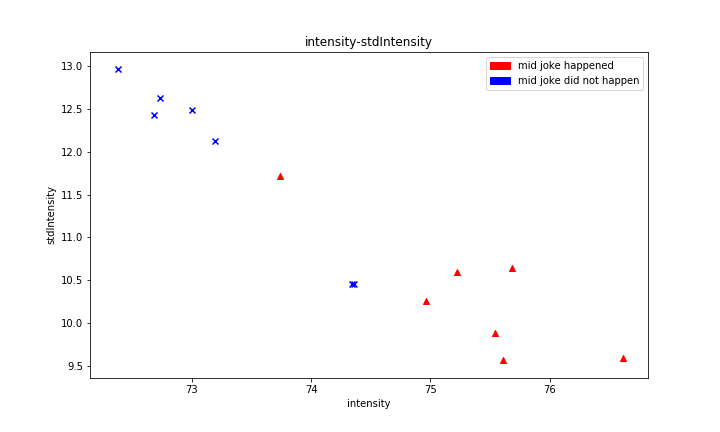 intensity-stdIntensity
mid joke happened
mid joke did not happen
13.0
12.5
12.0
11.5
11.0
10.5
10.0
9.5
stdIntensity
73
74
75
76
intensity